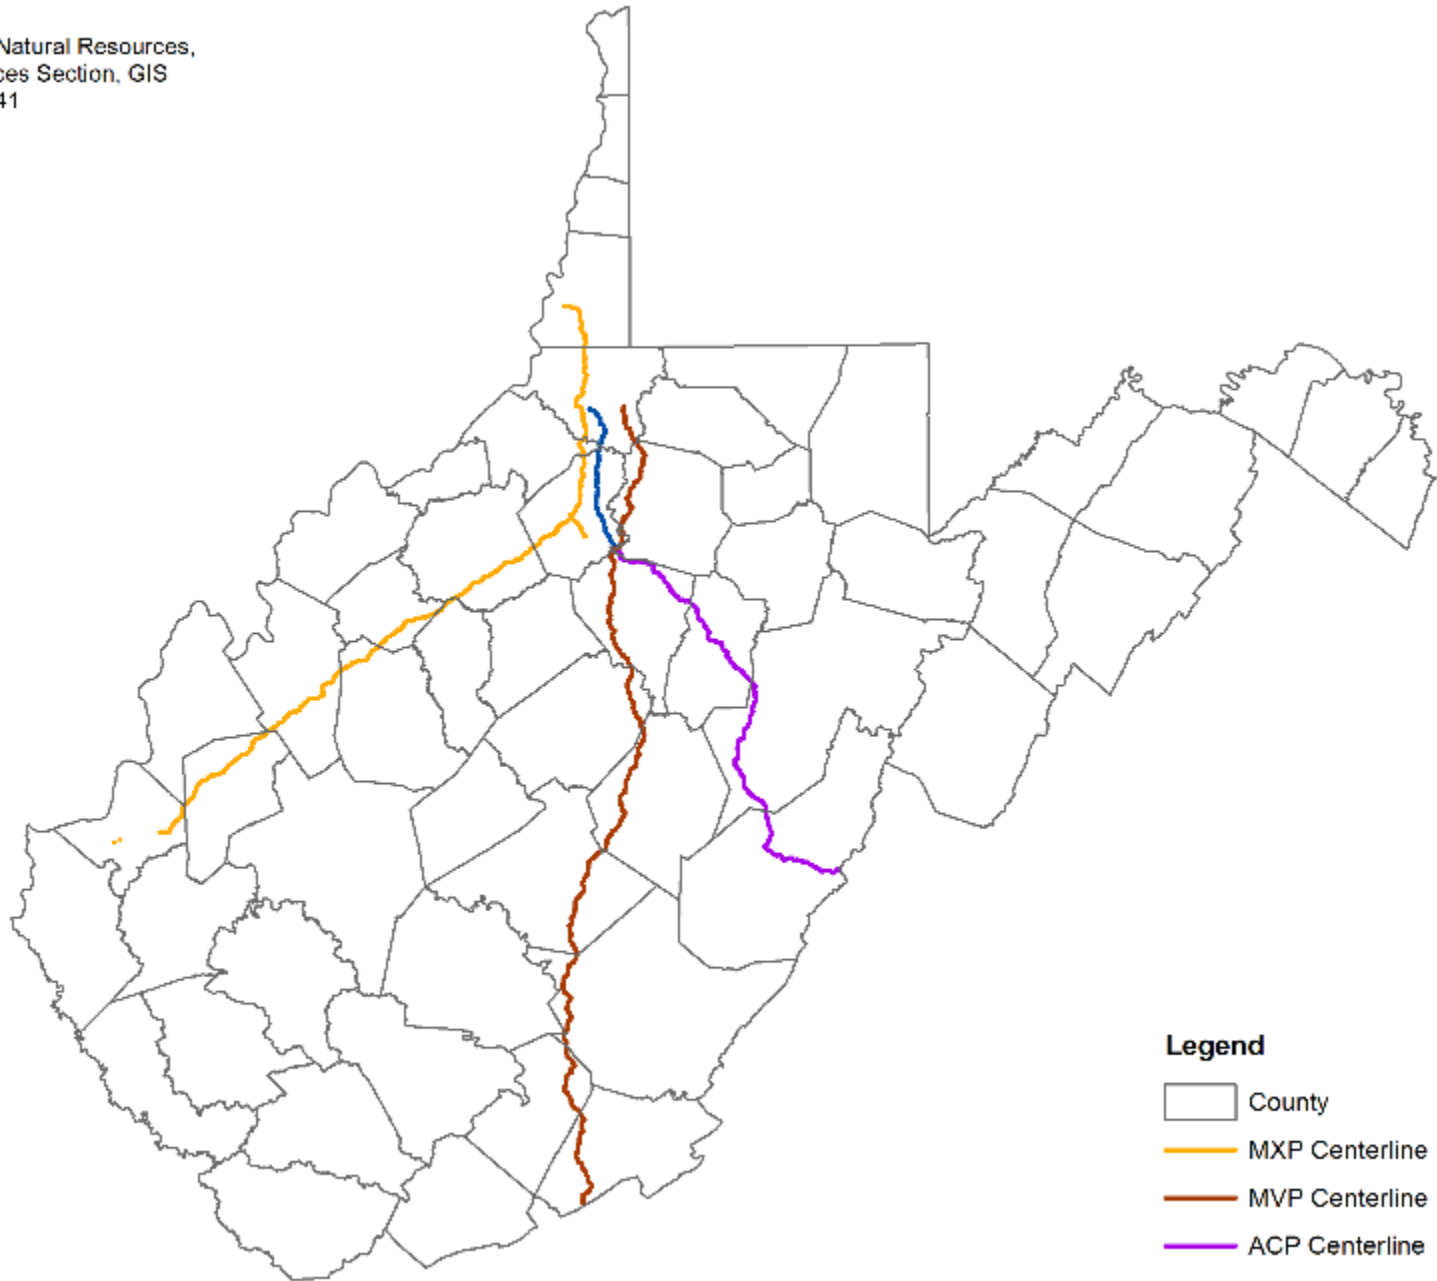 Natural Resources,
ces Section, GIS
41
Legend
County
MXP Centerline
MVP Centerline
ACP Centerline